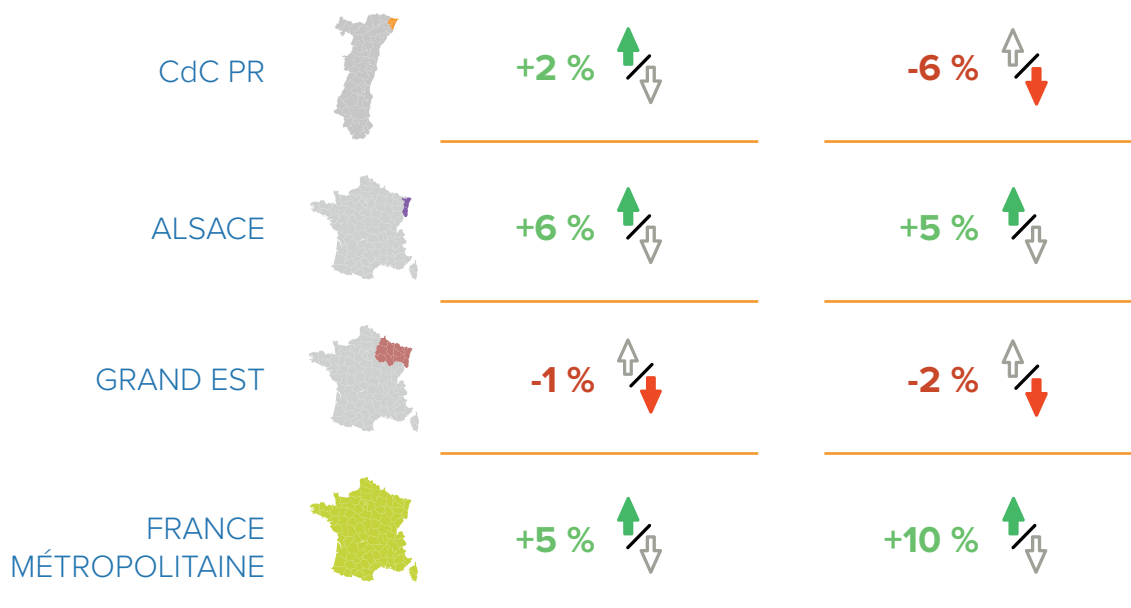 CdC PR
+2 %
-6 %
ALSACE
+6 %
+5 %
GRAND EST
-1 %
-2 %
FRANCE
MÉTROPOLITAINE
+5 %
+10 %